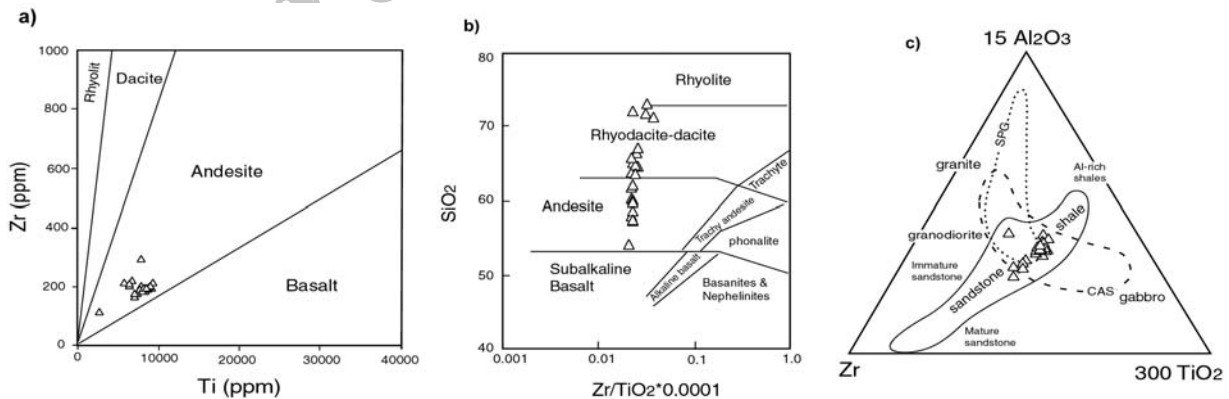 a)
Zr (ppm)
1000
800
600
400
200
0
Rhyolit
Dacite
Andesite
Basalt
0
10000
20000
30000
40000
Ti (ppm)
b)
SiO2
80
70
60
50
40
Rhyolite
Rhyodacite-dacite
Andesite
Trachyte
Trachy andesite
phonalite
Subalkaline
Basalt
Alkaline basalt
Basanites &
Nephelinites
0.001
0.01
0.1
1.0
Zr/TiO2*0.0001
c)
15 Al2O3
SPG
granite
Al-rich
shales
granodiorite
shale
Immature
sandstone
sandstone
CAS
gabbro
Mature
sandstone
Zr
300 TiO2